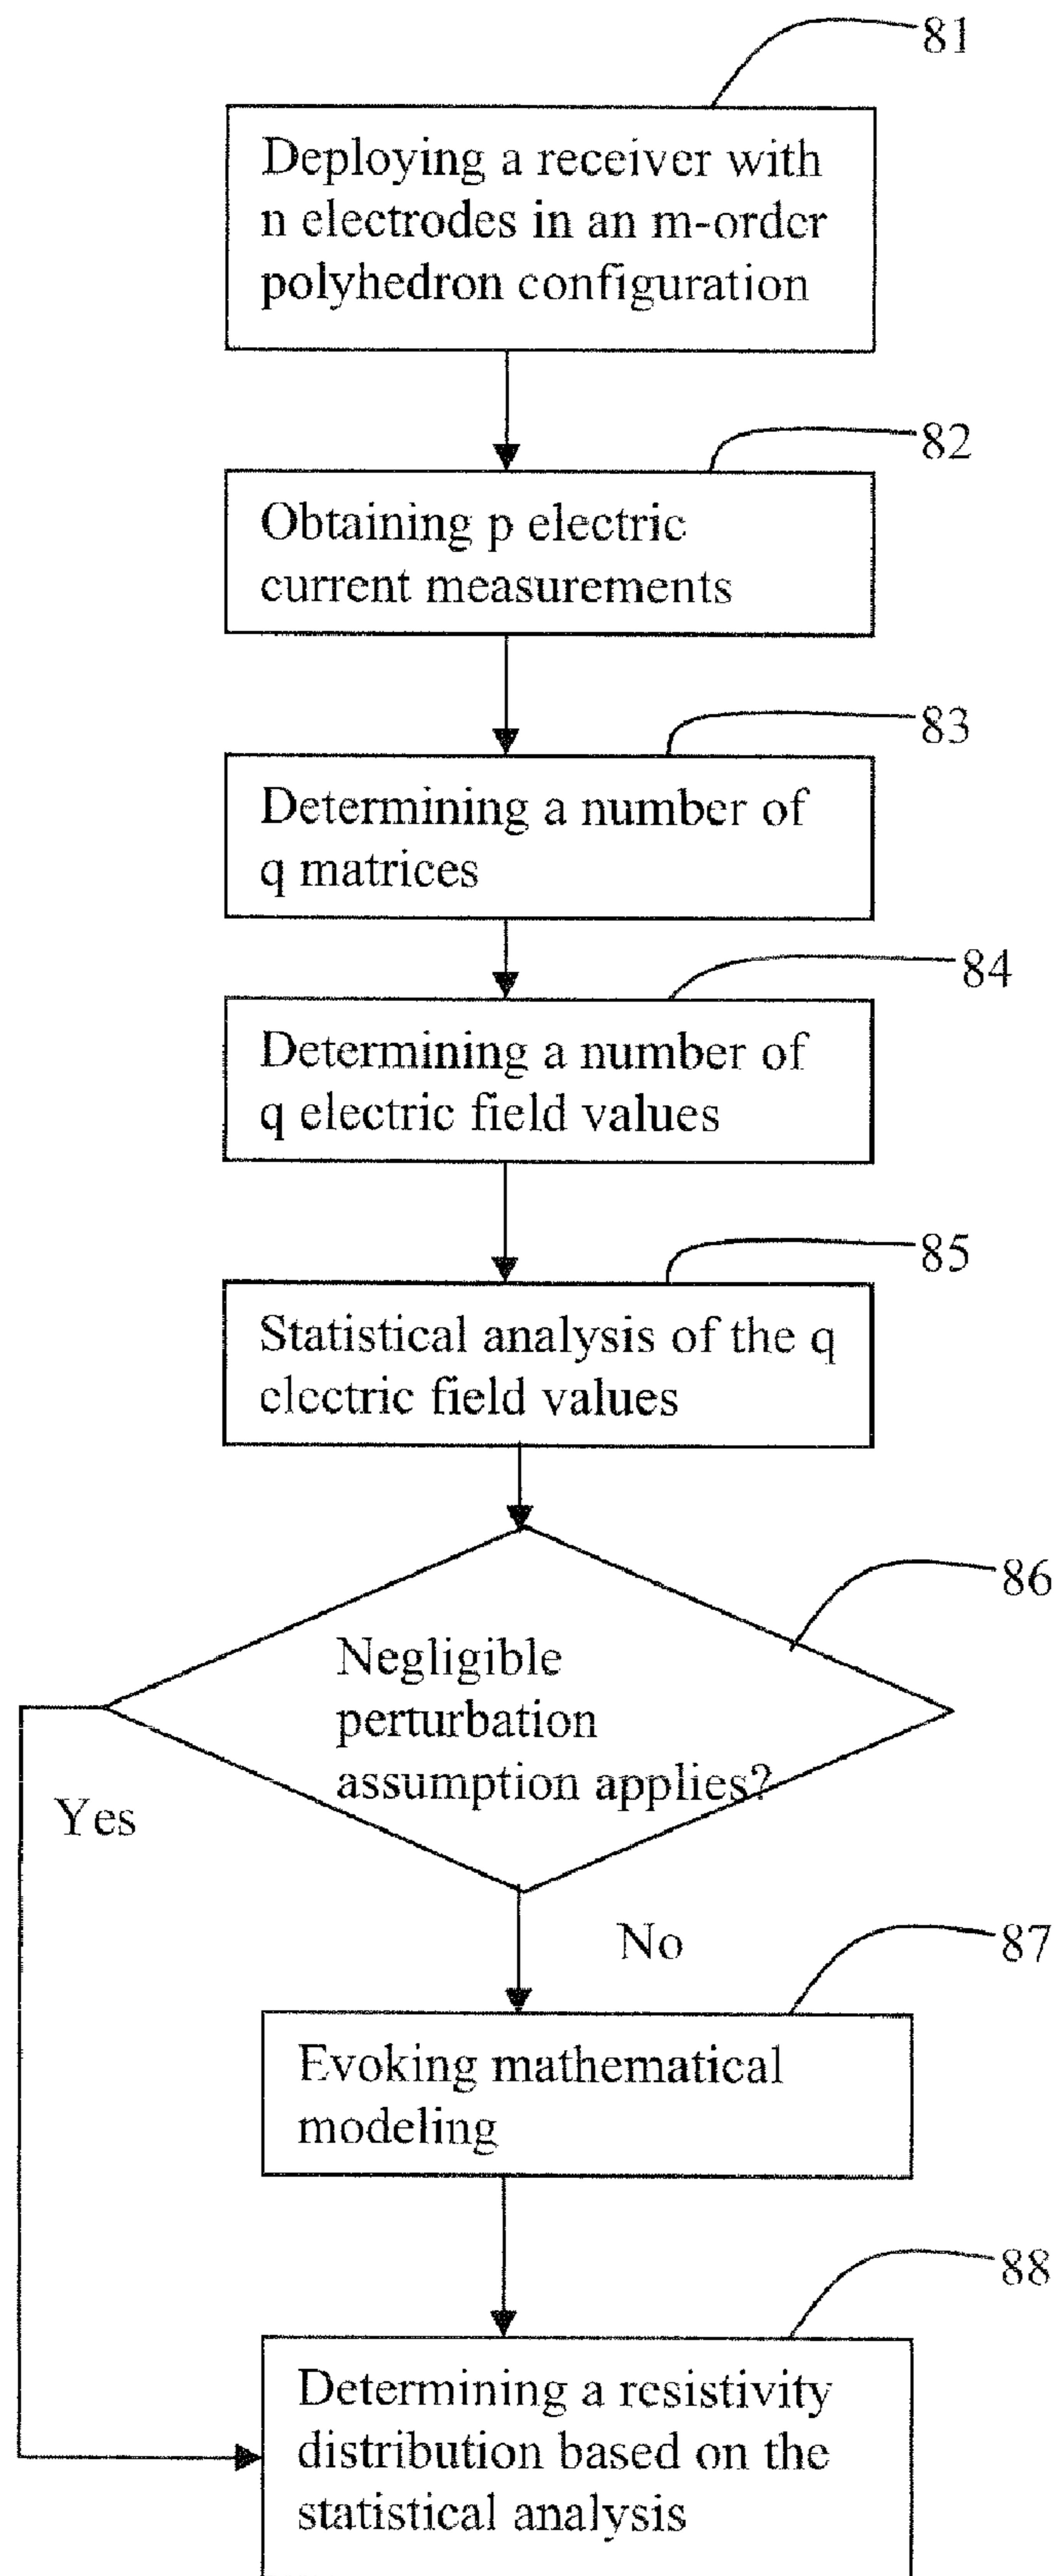 81
Deploying a receiver with
n electrodes in an m-order
polyhedron configuration
82
Obtaining p electric
current measurements
83
Determining a number of
q matrices
84
Determining a number of
q electric field values
85
Statistical analysis of the q
electric field values
86
Negligible
perturbation
assumption applies?
Yes
No
87
Evoking mathematical
modeling
88
Determining a resistivity
distribution based on the
statistical analysis